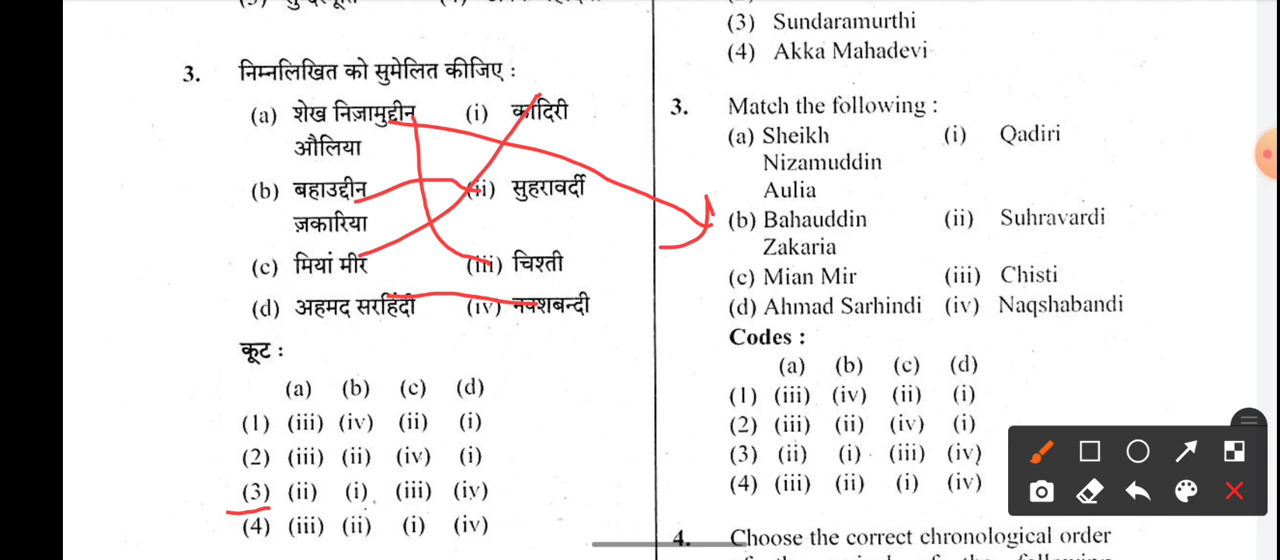 3. निम्नलिखित को सुमेलित कीजिए :
(a) शेख निज़ामुद्दीन (i) कादिरी
औलिया
(b) बहाउद्दीन (ii) सुहरावर्दी
ज़कारिया
(c) मियां मीर (iii) चिश्ती
(d) अहमद सरहिंदी (iv) नक्शबन्दी
कूट :
(a) (b) (c) (d)
(1) (iii) (iv) (ii) (i)
(2) (iii) (ii) (iv) (i)
(3) (ii) (i) (iii) (iv)
(4) (iii) (ii) (i) (iv)
(3) Sundaramurthi
(4) Akka Mahadevi
3. Match the following :
(a) Sheikh (i) Qadiri
Nizamuddin
Aulia
(b) Bahauddin (ii) Suhravardi
Zakaria
(c) Mian Mir (iii) Chisti
(d) Ahmad Sarhindi (iv) Naqshabandi
Codes :
(a) (b) (c) (d)
(1) (iii) (iv) (ii) (i)
(2) (iii) (ii) (iv) (i)
(3) (ii) (i) (iii) (iv)
(4) (iii) (ii) (i) (iv)
4. Choose the correct chronological order